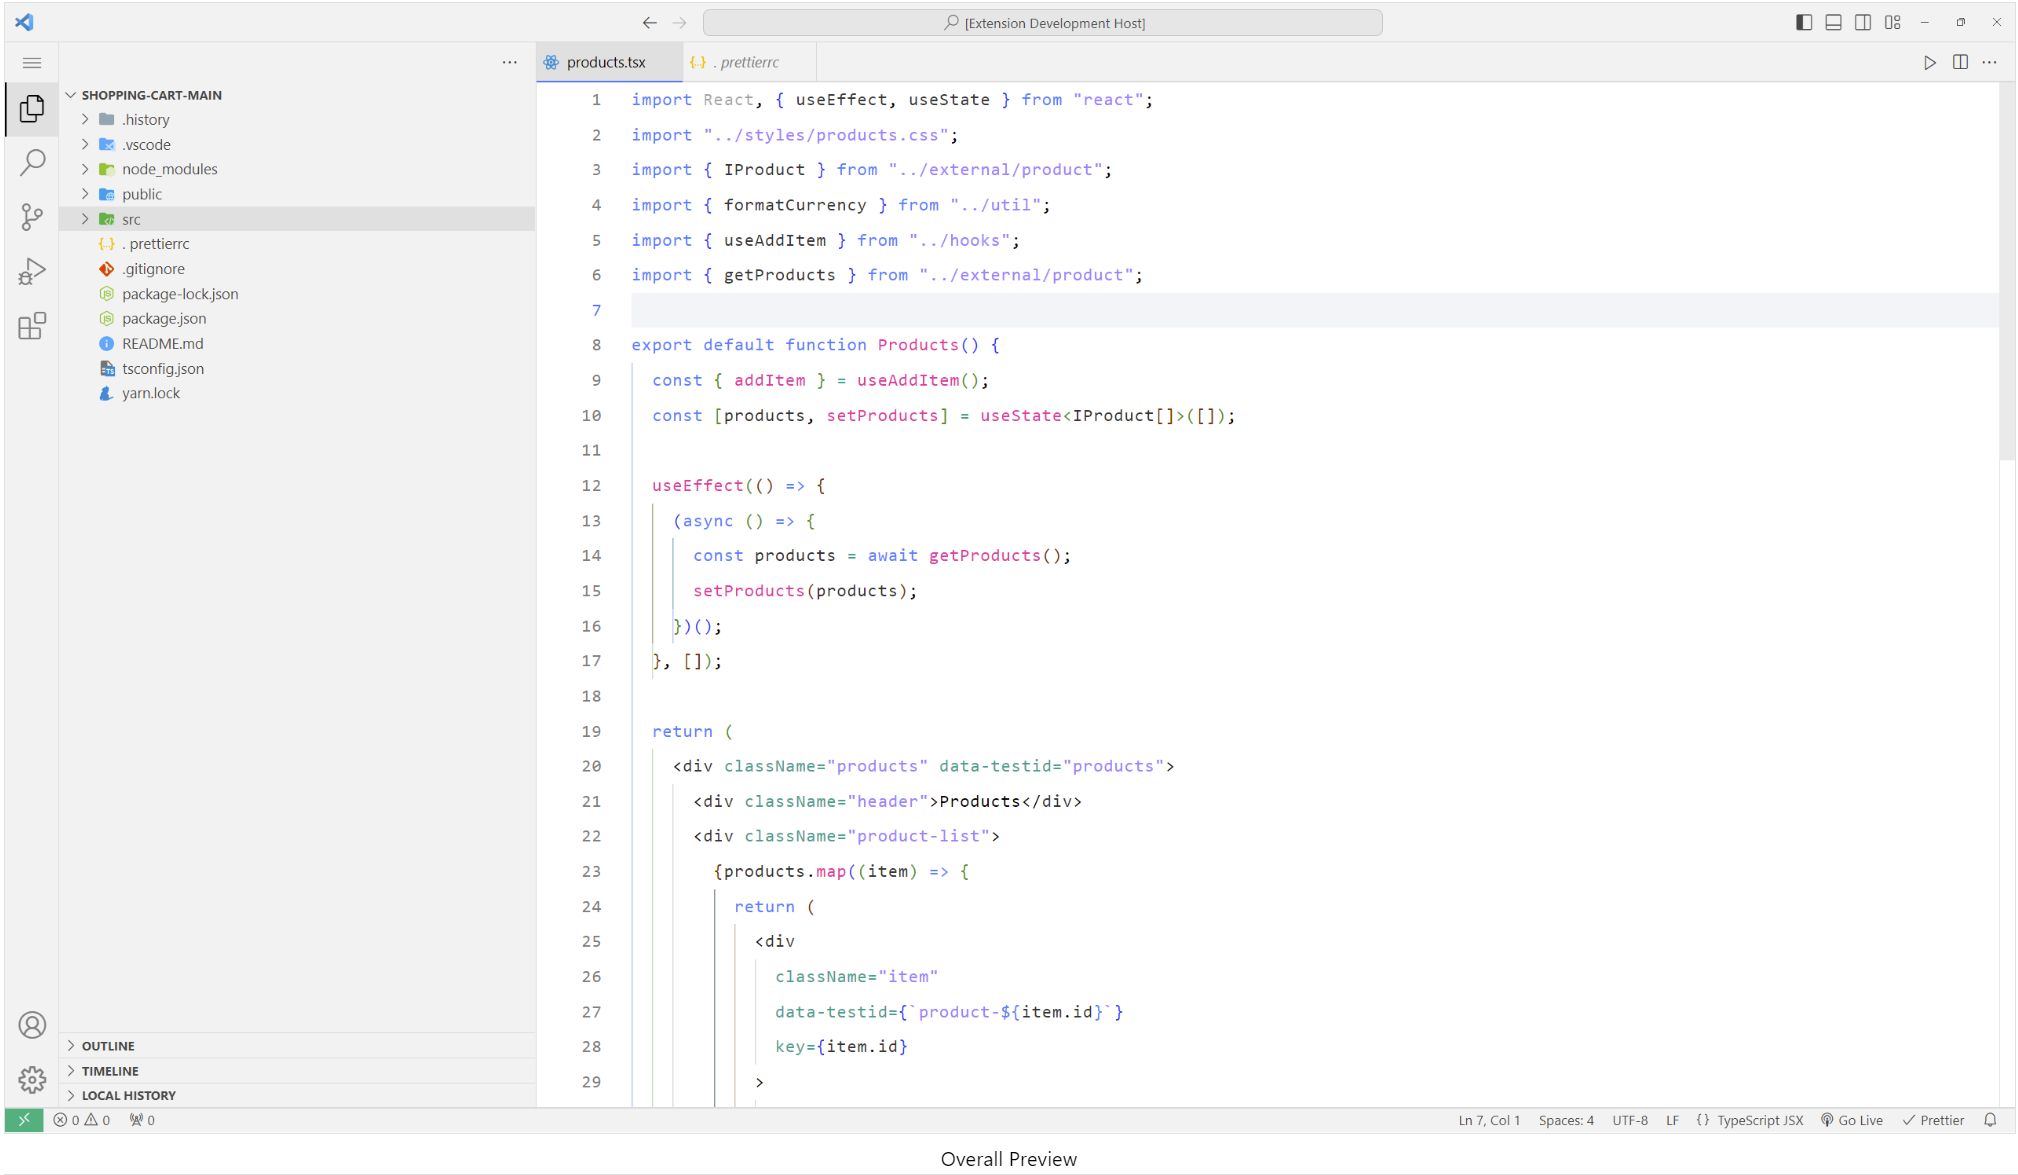 [Extension Development Host]
SHOPPING-CART-MAIN
.history
.vscode
node_modules
public
src
. prettierrc
.gitignore
package-lock.json
package.json
README.md
tsconfig.json
yarn.lock
OUTLINE
TIMELINE
LOCAL HISTORY
products.tsx
. prettierrc
1 import React, { useEffect, useState } from "react";
2 import "../styles/products.css";
3 import { IProduct } from "../external/product";
4 import { formatCurrency } from "../util";
5 import { useAddItem } from "../hooks";
6 import { getProducts } from "../external/product";
7
8 export default function Products() {
9 const { addItem } = useAddItem();
10 const [products, setProducts] = useState<IProduct[]>([]);
11
12 useEffect(() => {
13 (async () => {
14 const products = await getProducts();
15 setProducts(products);
16 })();
17 }, []);
18
19 return (
20 <div className="products" data-testid="products">
21 <div className="header">Products</div>
22 <div className="product-list">
23 {products.map((item) => {
24 return (
25 <div
26 className="item"
27 data-testid={`product-${item.id}`}
28 key={item.id}
29 >
0 0 0
Ln 7, Col 1 Spaces: 4 UTF-8 LF {} TypeScript JSX Go Live Prettier
Overall Preview